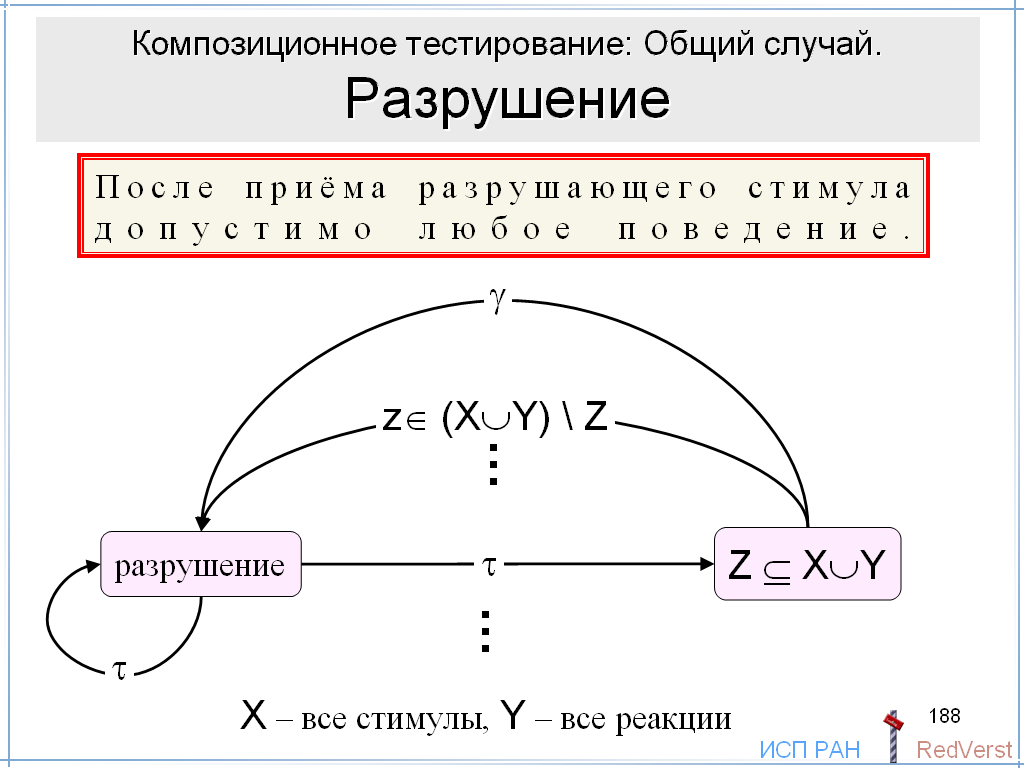 Композиционное тестирование: Общий случай.
Разрушение
После приёма разрушающего стимула
допустимо любое поведение.
γ
z∈ (X∪Y) \ Z
разрушение
τ
Z ⊆ X∪Y
τ
X – все стимулы, Y – все реакции
188
ИСП РАН
RedVerst